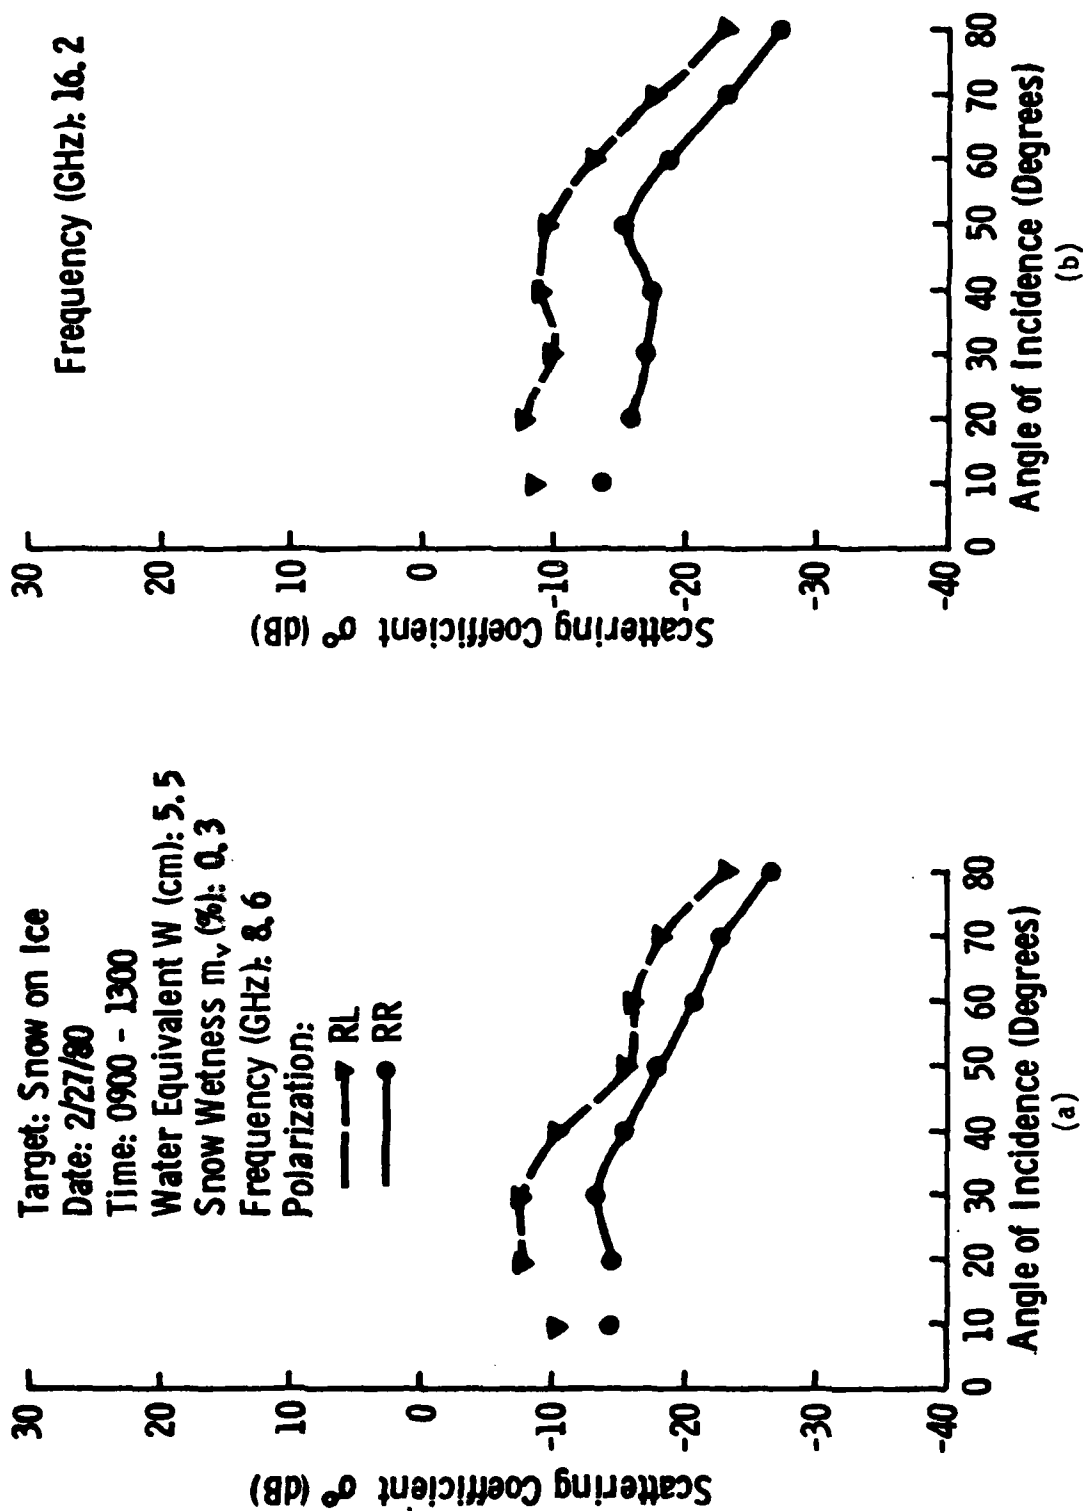 Target: Snow on Ice
Date: 2/27/80
Time: 0900 - 1300
Water Equivalent W (cm): 5.5
Snow Wetness mv (%): 0.3
Frequency (GHz): 8.6
Polarization:
RL
RR
30
20
10
0
-10
-20
-30
-40
Scattering Coefficient σ° (dB)
0 10 20 30 40 50 60 70 80
Angle of Incidence (Degrees)
(a)
Frequency (GHz): 16.2
30
20
10
0
-10
-20
-30
-40
Scattering Coefficient σ° (dB)
0 10 20 30 40 50 60 70 80
Angle of Incidence (Degrees)
(b)